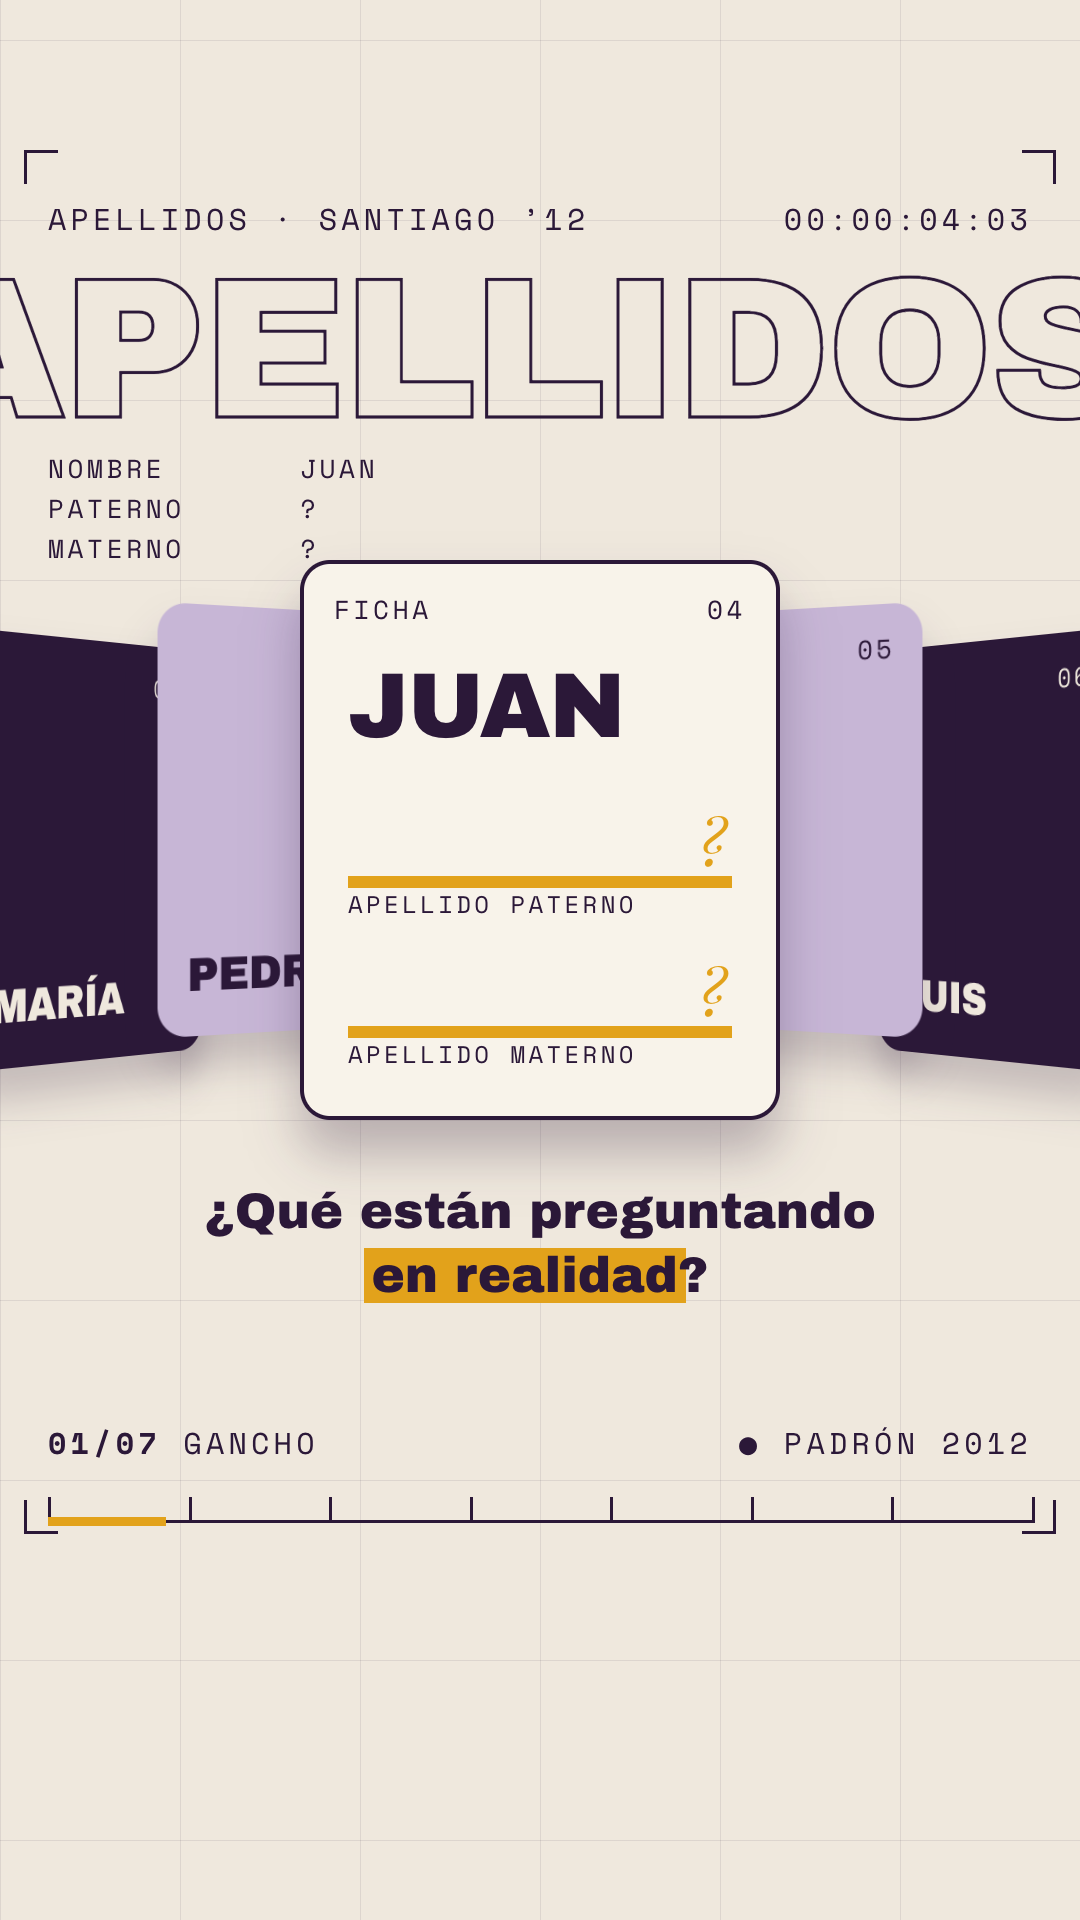 APELLIDOS · SANTIAGO ’12
00:00:04:03
APELLIDOS
NOMBRE JUAN
PATERNO ?
MATERNO ?
FICHA 04
JUAN
?
APELLIDO PATERNO
?
APELLIDO MATERNO
MARÍA
PEDR
05
UIS
¿Qué están preguntando
en realidad?
01/07 GANCHO
● PADRÓN 2012